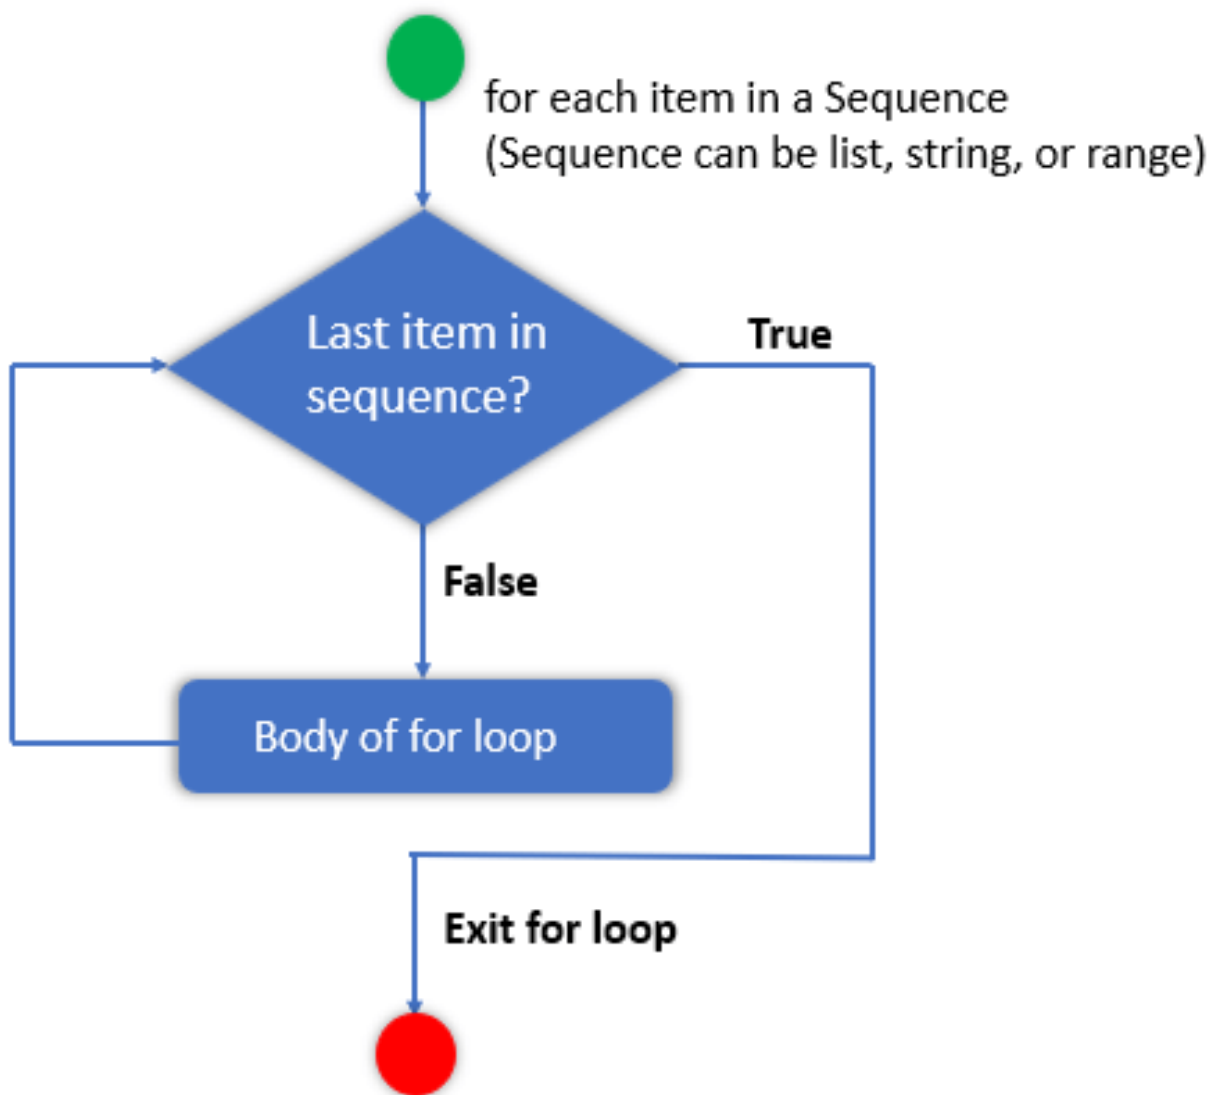 for each item in a Sequence
(Sequence can be list, string, or range)
Last item in
sequence?
True
False
Body of for loop
Exit for loop